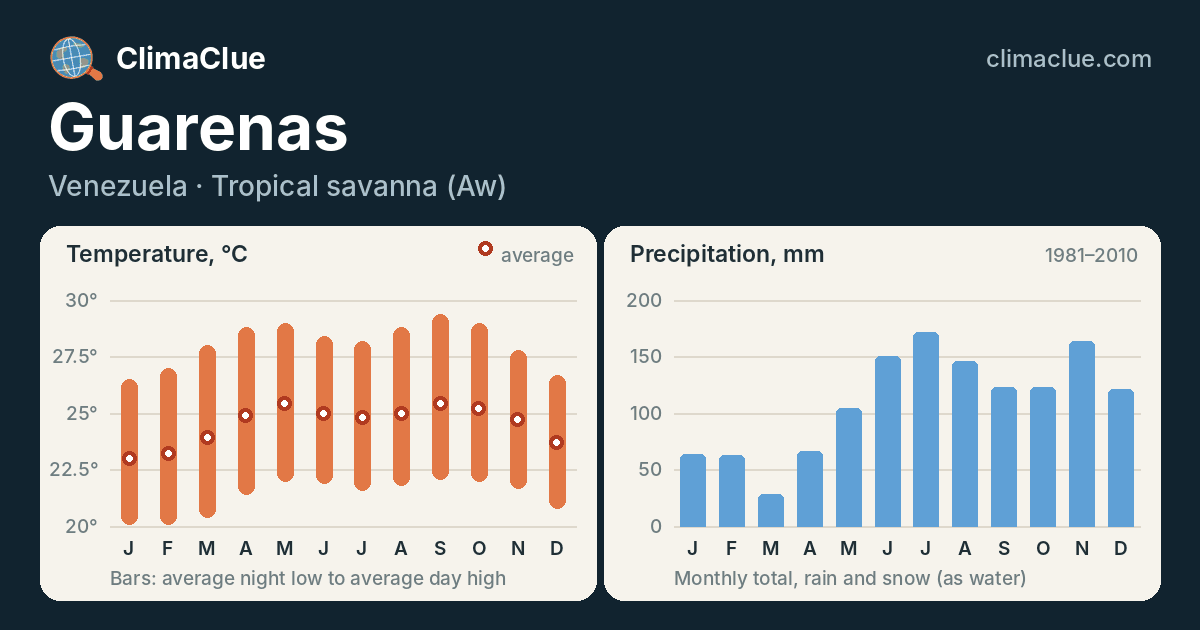 ClimaClue
climaclue.com
Guarenas
Venezuela · Tropical savanna (Aw)
Temperature, °C
average
30°
27.5°
25°
22.5°
20°
J F M A M J J A S O N D
Bars: average night low to average day high
Precipitation, mm
1981–2010
200
150
100
50
0
J F M A M J J A S O N D
Monthly total, rain and snow (as water)